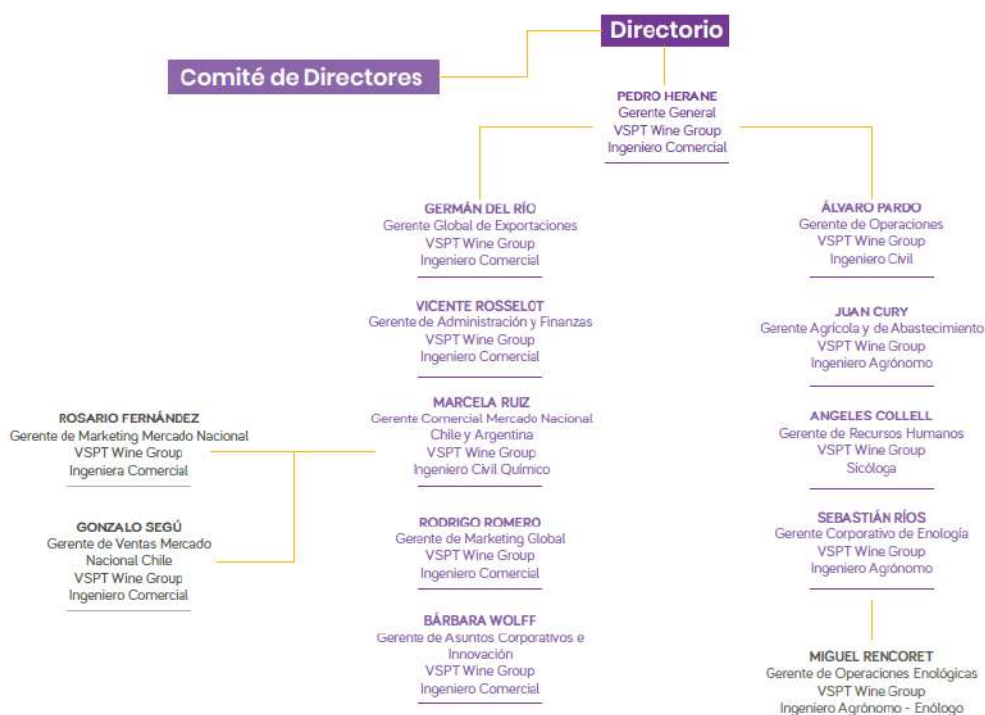 Directorio
Comité de Directores
PEDRO HERANE
Gerente General
VSPT Wine Group
Ingeniero Comercial
GERMÁN DEL RÍO
Gerente Global de Exportaciones
VSPT Wine Group
Ingeniero Comercial
VICENTE ROSSELOT
Gerente de Administración y Finanzas
VSPT Wine Group
Ingeniero Comercial
MARCELA RUIZ
Gerente Comercial Mercado Nacional
Chile y Argentina
VSPT Wine Group
Ingeniero Civil Químico
ROSARIO FERNÁNDEZ
Gerente de Marketing Mercado Nacional
VSPT Wine Group
Ingeniera Comercial
GONZALO SEGÚ
Gerente de Ventas Mercado
Nacional Chile
VSPT Wine Group
Ingeniero Comercial
RODRIGO ROMERO
Gerente de Marketing Global
VSPT Wine Group
Ingeniero Comercial
BÁRBARA WOLFF
Gerente de Asuntos Corporativos e
Innovación
VSPT Wine Group
Ingeniero Comercial
ÁLVARO PARDO
Gerente de Operaciones
VSPT Wine Group
Ingeniero Civil
JUAN CURY
Gerente Agrícola y de Abastecimiento
VSPT Wine Group
Ingeniero Agrónomo
ANGELES COLLELL
Gerente de Recursos Humanos
VSPT Wine Group
Sicóloga
SEBASTIÁN RÍOS
Gerente Corporativo de Enología
VSPT Wine Group
Ingeniero Agrónomo
MIGUEL RENCORET
Gerente de Operaciones Enológicas
VSPT Wine Group
Ingeniero Agrónomo - Enólogo